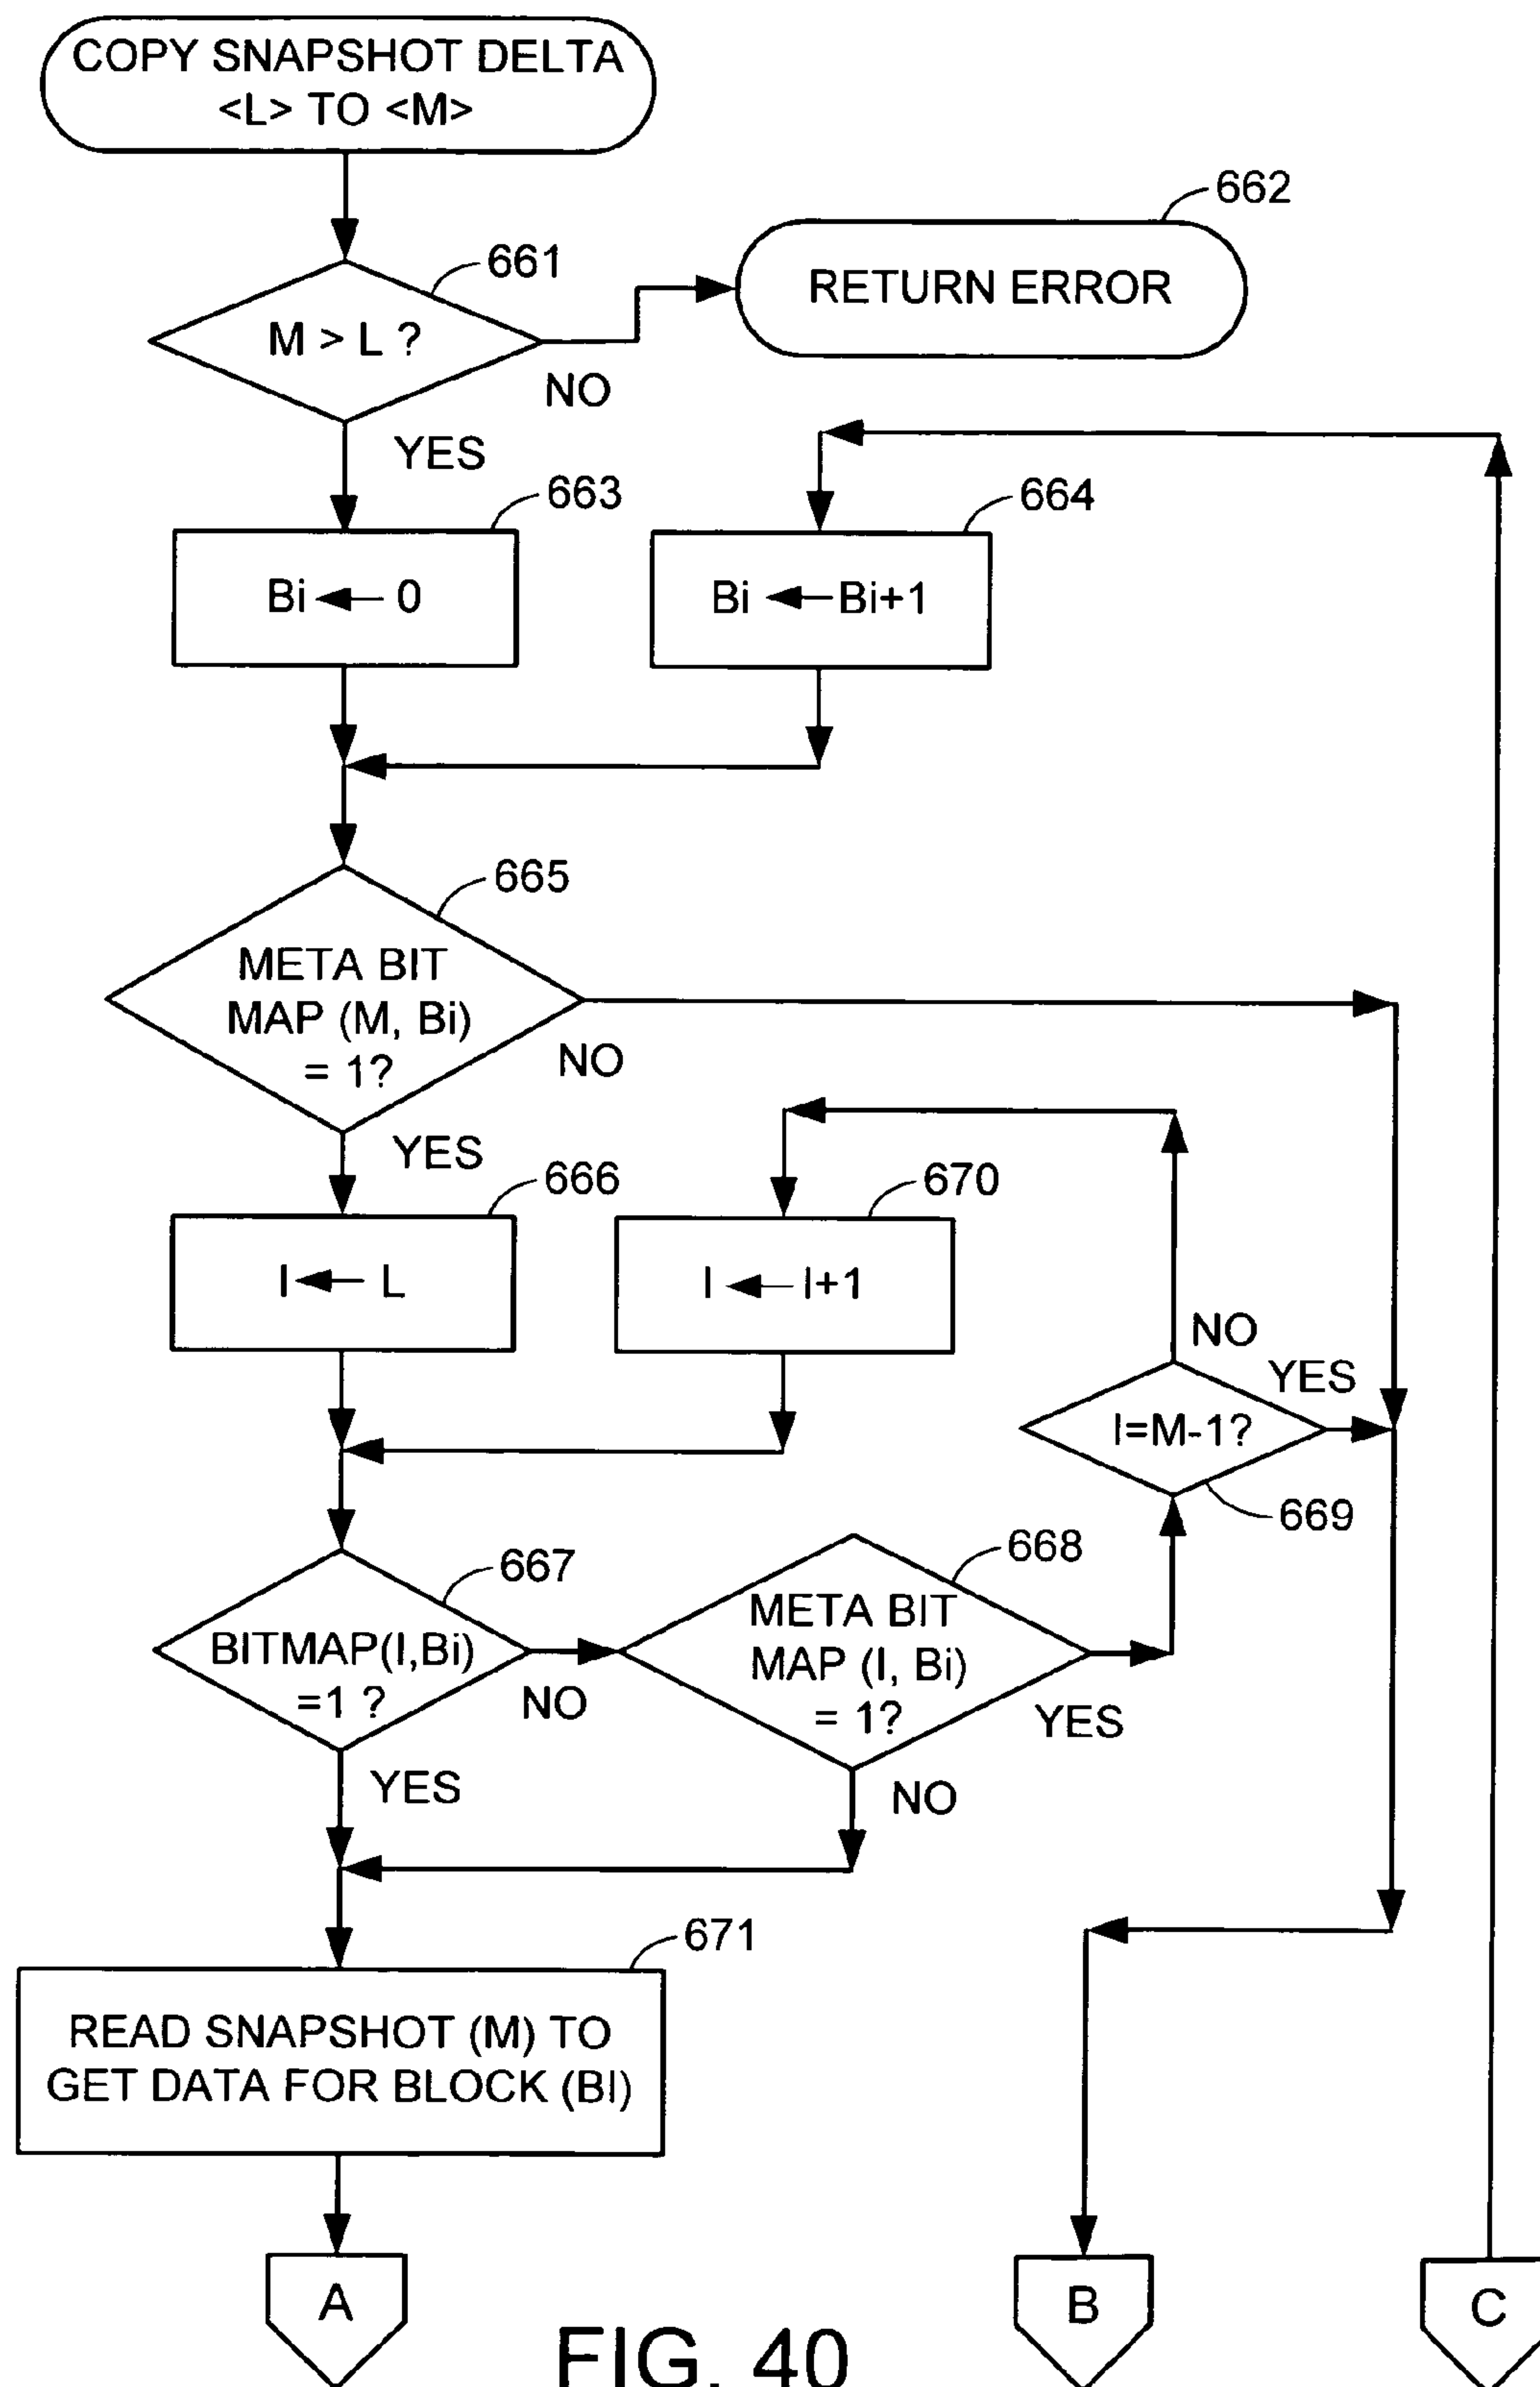 COPY SNAPSHOT DELTA
<L> TO <M>
662
RETURN ERROR
661
M > L ?
NO
YES
663
Bi ← 0
664
Bi ← Bi+1
665
META BIT
MAP (M, Bi)
= 1?
NO
YES
666
I ← L
670
I ← I+1
NO
YES
I=M-1?
669
667
BITMAP(I,Bi)
=1 ?
NO
YES
668
META BIT
MAP (I, Bi)
= 1?
YES
NO
671
READ SNAPSHOT (M) TO
GET DATA FOR BLOCK (BI)
A
B
C
FIG. 40